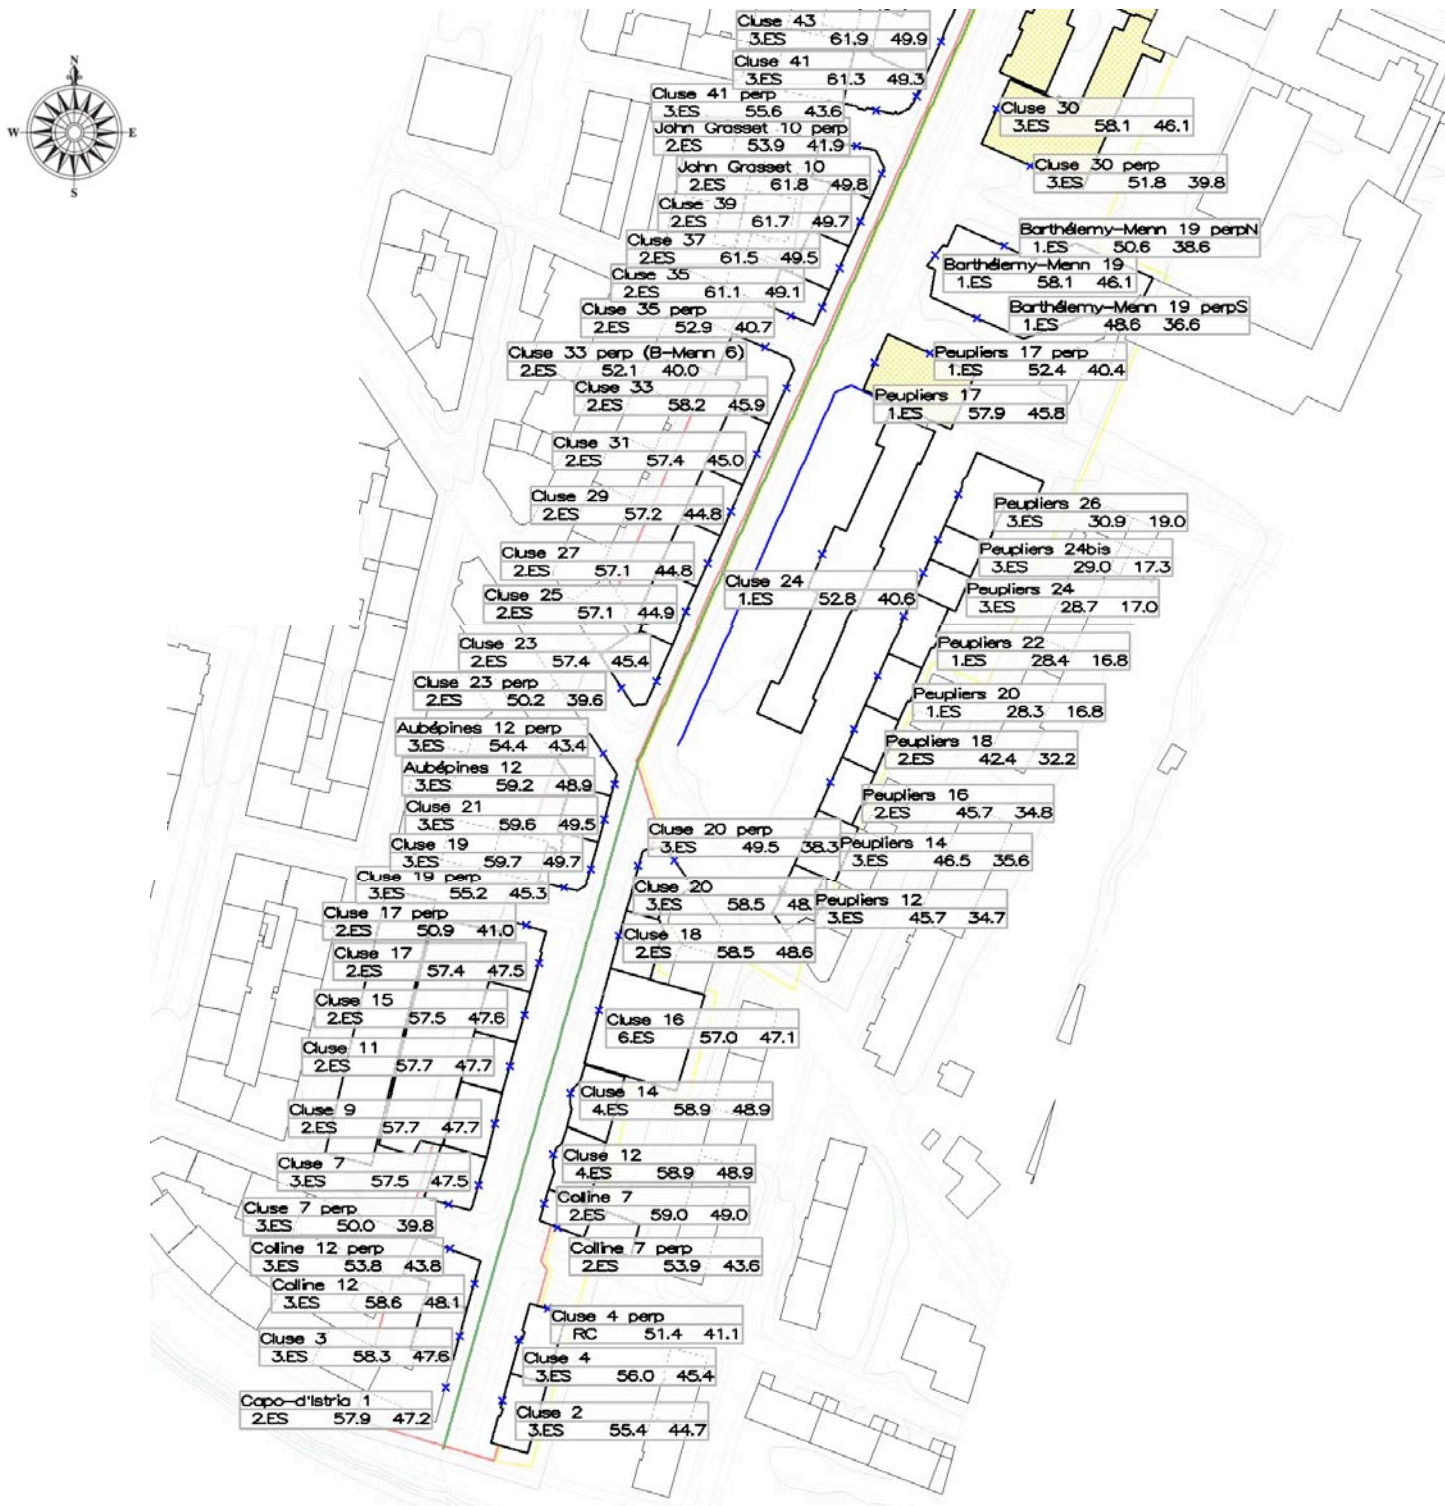 Cluse 43
3.ES 61.9 49.9
Cluse 41
3.ES 61.3 49.3
Cluse 41 perp
3.ES 55.6 43.6
John Grasset 10 perp
2.ES 53.9 41.9
John Grasset 10
2.ES 61.8 49.8
Cluse 39
2.ES 61.7 49.7
Cluse 37
2.ES 61.5 49.5
Cluse 35
2.ES 61.1 49.1
Cluse 35 perp
2.ES 52.9 40.7
Cluse 33 perp (B-Menn 6)
2.ES 52.1 40.0
Cluse 33
2.ES 58.2 45.9
Cluse 31
2.ES 57.4 45.0
Cluse 29
2.ES 57.2 44.8
Cluse 27
2.ES 57.1 44.8
Cluse 25
2.ES 57.1 44.9
Cluse 23
2.ES 57.4 45.4
Cluse 23 perp
2.ES 50.2 39.6
Aubépines 12 perp
3.ES 54.4 43.4
Aubépines 12
3.ES 59.2 48.9
Cluse 21
3.ES 59.6 49.5
Cluse 19
3.ES 59.7 49.7
Cluse 19 perp
3.ES 55.2 45.3
Cluse 17 perp
2.ES 50.9 41.0
Cluse 17
2.ES 57.4 47.5
Cluse 15
2.ES 57.5 47.6
Cluse 11
2.ES 57.7 47.7
Cluse 9
2.ES 57.7 47.7
Cluse 7
3.ES 57.5 47.5
Cluse 7 perp
3.ES 50.0 39.8
Colline 12 perp
3.ES 53.8 43.8
Colline 12
3.ES 58.6 48.1
Cluse 3
3.ES 58.3 47.6
Capo-d'Istria 1
2.ES 57.9 47.2
N
W E
S
Cluse 30
3.ES 58.1 46.1
Cluse 30 perp
3.ES 51.8 39.8
Barthélemy-Menn 19 perpN
1.ES 50.6 38.6
Barthélemy-Menn 19
1.ES 58.1 46.1
Barthélemy-Menn 19 perpS
1.ES 48.6 36.6
Peupliers 17 perp
1.ES 52.4 40.4
Peupliers 17
1.ES 57.9 45.8
Peupliers 26
3.ES 30.9 19.0
Peupliers 24bis
3.ES 29.0 17.3
Cluse 24
1.ES 52.8 40.6
Peupliers 24
3.ES 28.7 17.0
Peupliers 22
1.ES 28.4 16.8
Peupliers 20
1.ES 28.3 16.8
Peupliers 18
2.ES 42.4 32.2
Peupliers 16
2.ES 45.7 34.8
Cluse 20 perp
3.ES 49.5 38.3
Peupliers 14
3.ES 46.5 35.6
Cluse 20
3.ES 58.5 48.
Peupliers 12
3.ES 45.7 34.7
Cluse 18
2.ES 58.5 48.6
Cluse 16
6.ES 57.0 47.1
Cluse 14
4.ES 58.9 48.9
Cluse 12
4.ES 58.9 48.9
Colline 7
2.ES 59.0 49.0
Colline 7 perp
2.ES 53.9 43.6
Cluse 4 perp
RC 51.4 41.1
Cluse 4
3.ES 56.0 45.4
Cluse 2
3.ES 55.4 44.7